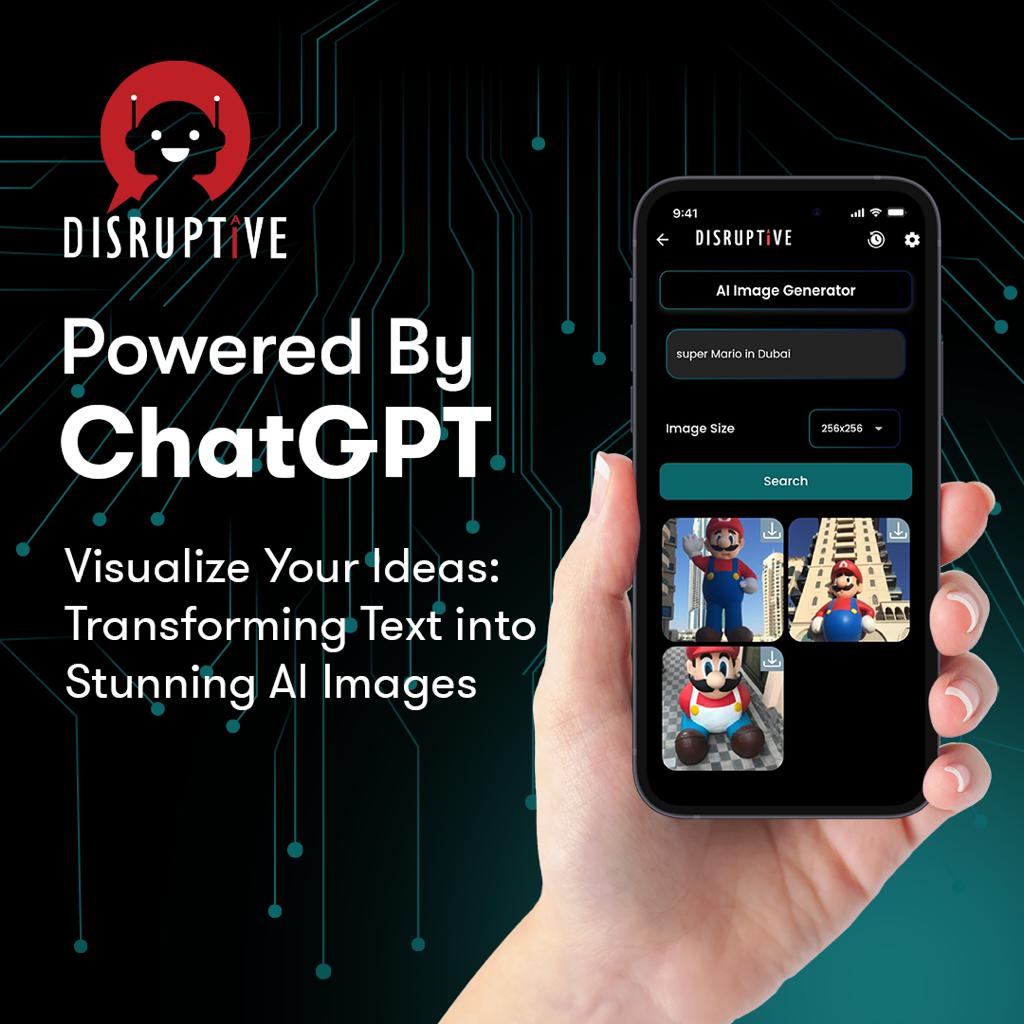 DISRUPTiVE
A
Powered By
ChatGPT
Visualize Your Ideas:
Transforming Text into
Stunning AI Images
9:41
DISRUPTiVE
AI Image Generator
super Mario in Dubai
Image Size
256x256
Search